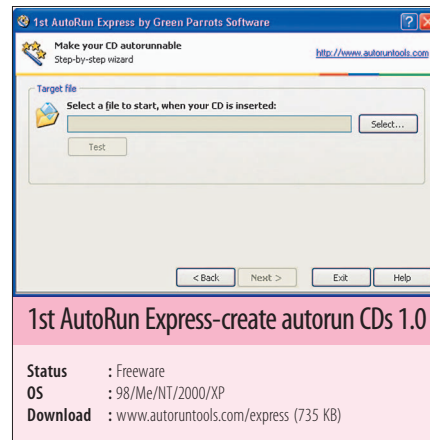 1st AutoRun Express by Green Parrots Software
Make your CD autorunnable
Step-by-step wizard
http://www.autoruntools.com
Target file
Select a file to start, when your CD is inserted:
Select...
Test
< Back
Next >
Exit
Help
1st AutoRun Express-create autorun CDs 1.0
Status : Freeware
OS : 98/Me/NT/2000/XP
Download : www.autoruntools.com/express (735 KB)